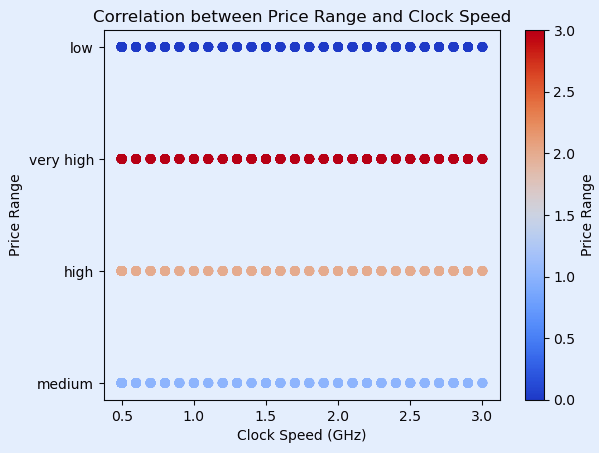 Correlation between Price Range and Clock Speed
low
very high
high
medium
Price Range
0.5
1.0
1.5
2.0
2.5
3.0
Clock Speed (GHz)
3.0
2.5
2.0
1.5
1.0
0.5
0.0
Price Range